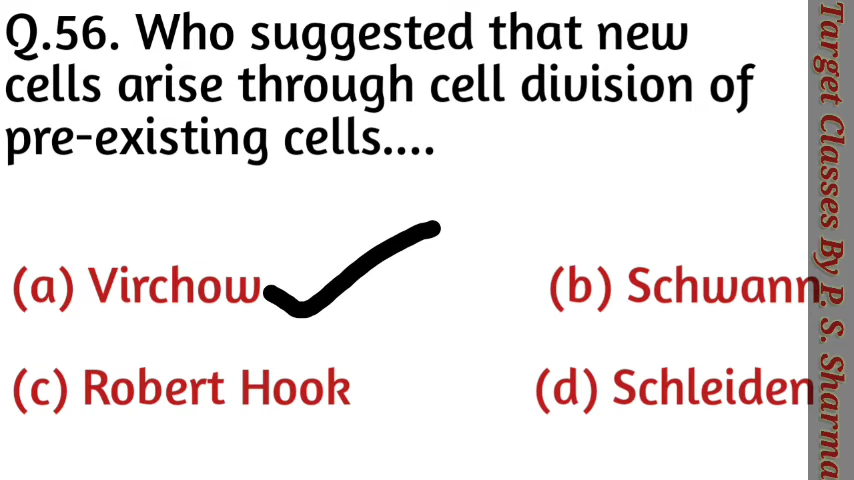 Q.56. Who suggested that new
cells arise through cell division of
pre-existing cells....
(a) Virchow
(b) Schwann
(c) Robert Hook
(d) Schleiden
Target Classes By P. S. Sharma